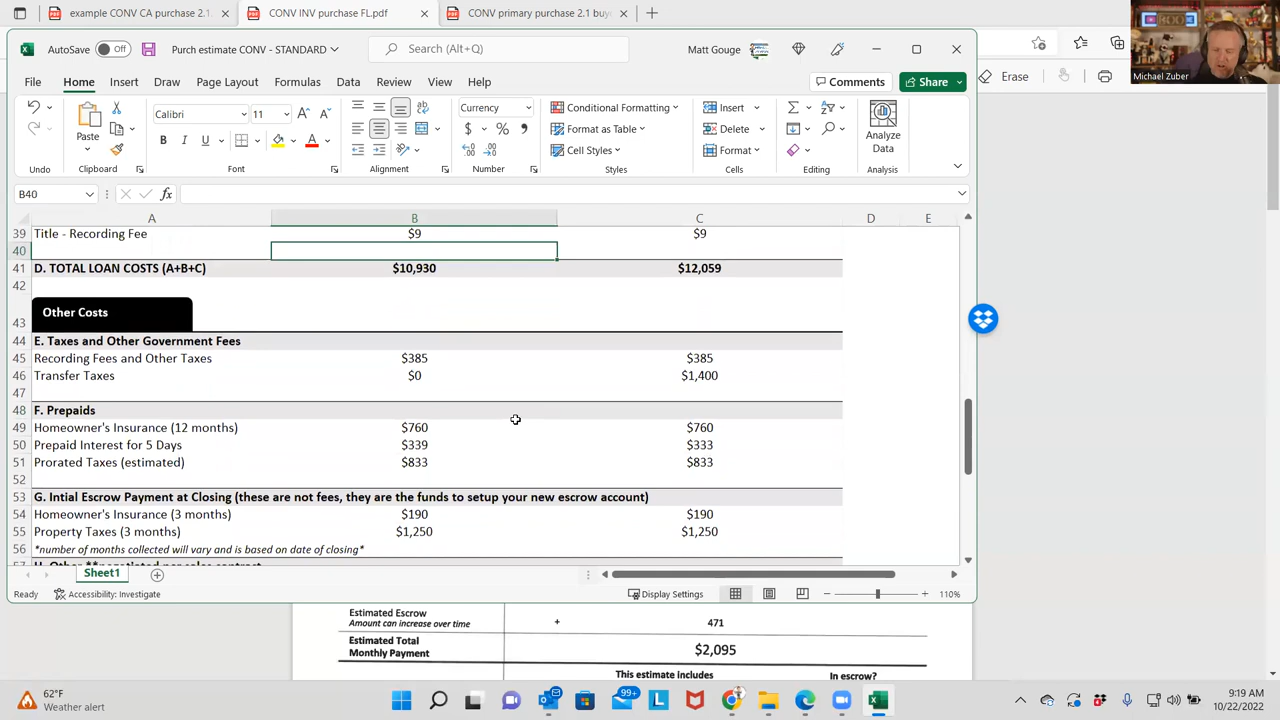 example CONV CA purchase 2.1.
CONV INV purchase FL.pdf
CONV primary purchase 2.1 buy
AutoSave Off
Purch estimate CONV - STANDARD
Search (Alt+Q)
Matt Gouge
Michael Zuber
File Home Insert Draw Page Layout Formulas Data Review View Help
Comments
Share
Erase
Calibri 11
Currency
Paste
Conditional Formatting
Format as Table
Cell Styles
Insert
Delete
Format
Analyze
Data
Undo Clipboard Font Alignment Number Styles Cells Editing Analysis
B40
fx
A B C D E
39 Title - Recording Fee $9 $9
40
41 D. TOTAL LOAN COSTS (A+B+C) $10,930 $12,059
42
43 Other Costs
44 E. Taxes and Other Government Fees
45 Recording Fees and Other Taxes $385 $385
46 Transfer Taxes $0 $1,400
47
48 F. Prepaids
49 Homeowner's Insurance (12 months) $760 $760
50 Prepaid Interest for 5 Days $339 $333
51 Prorated Taxes (estimated) $833 $833
52
53 G. Intial Escrow Payment at Closing (these are not fees, they are the funds to setup your new escrow account)
54 Homeowner's Insurance (3 months) $190 $190
55 Property Taxes (3 months) $1,250 $1,250
56 *number of months collected will vary and is based on date of closing*
57 H. Other **negotiated per sales contract
Sheet1
Ready
Accessibility: Investigate
Display Settings
110%
Estimated Escrow
Amount can increase over time + 471
Estimated Total
Monthly Payment $2,095
This estimate includes In escrow?
62°F
Weather alert
99+
9:19 AM
10/22/2022